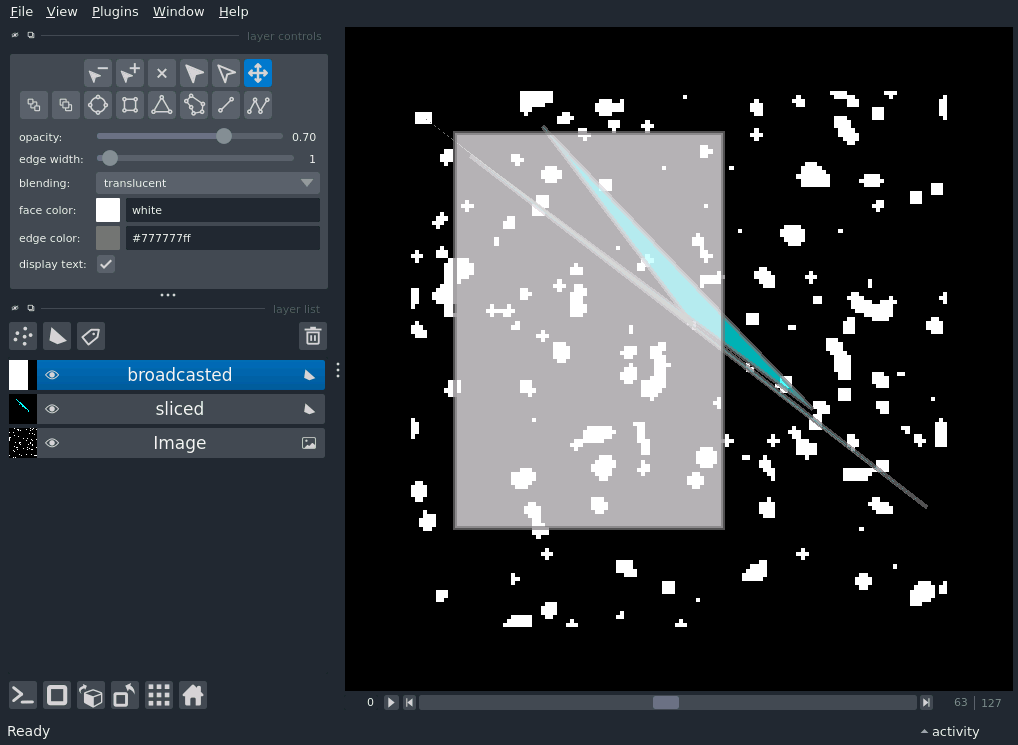 File View Plugins Window Help
layer controls
opacity: 0.70
edge width: 1
blending: translucent
face color: white
edge color: #777777ff
display text:
layer list
broadcasted
sliced
Image
0 63 127
Ready activity